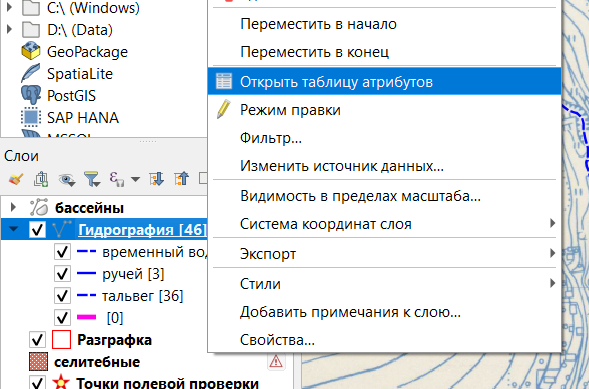 C:\ (Windows)
D:\ (Data)
GeoPackage
SpatiaLite
PostGIS
SAP HANA
Слои
бассейны
Гидрография [46]
временный вод
ручей [3]
тальвег [36]
[0]
Разграфка
селитебные
Точки полевой проверки
Переместить в начало
Переместить в конец
Открыть таблицу атрибутов
Режим правки
Фильтр...
Изменить источник данных...
Видимость в пределах масштаба...
Система координат слоя
Экспорт
Стили
Добавить примечания к слою...
Свойства...